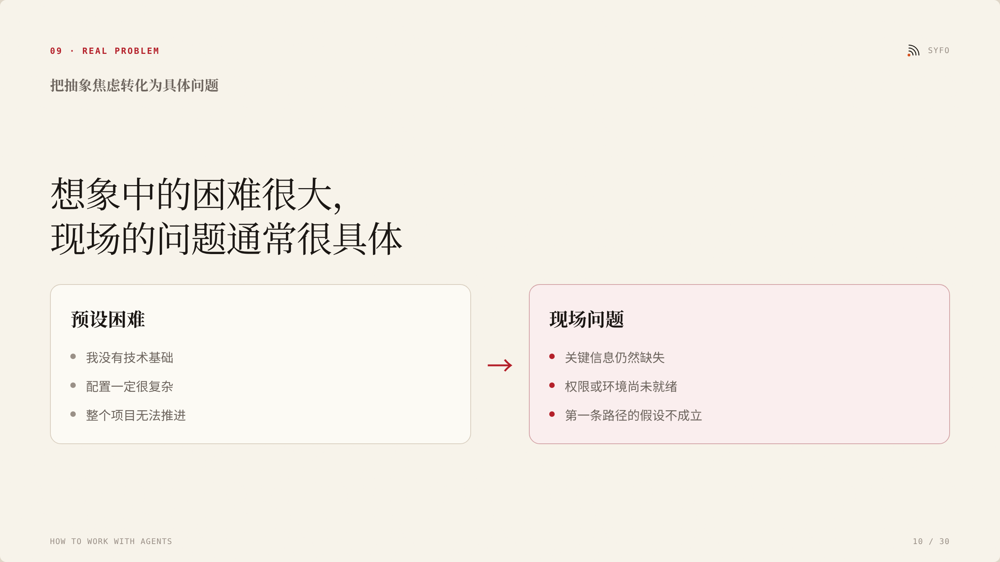 09 · REAL PROBLEM
SYFO
把抽象焦虑转化为具体问题
想象中的困难很大,
现场的问题通常很具体
预设困难
我没有技术基础
配置一定很复杂
整个项目无法推进
→
现场问题
关键信息仍然缺失
权限或环境尚未就绪
第一条路径的假设不成立
HOW TO WORK WITH AGENTS
10 / 30